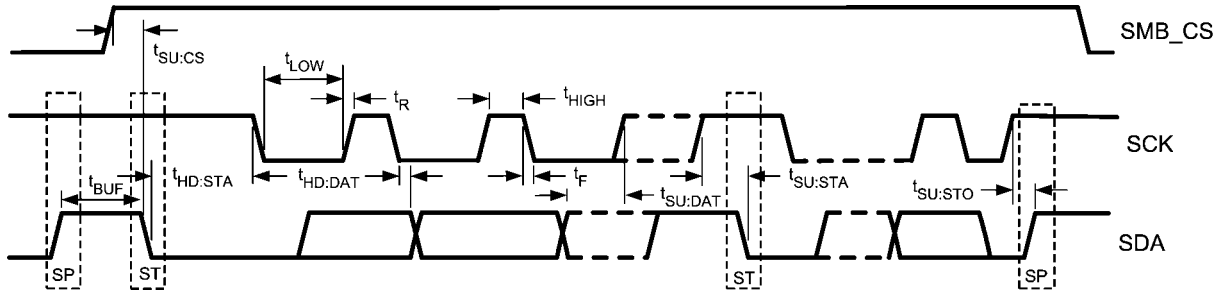 SMB_CS
tSU:CS
tLOW
tR
tHIGH
SCK
tBUF
tHD:STA
tHD:DAT
tF
tSU:DAT
tSU:STA
tSU:STO
SDA
SP
ST
ST
SP